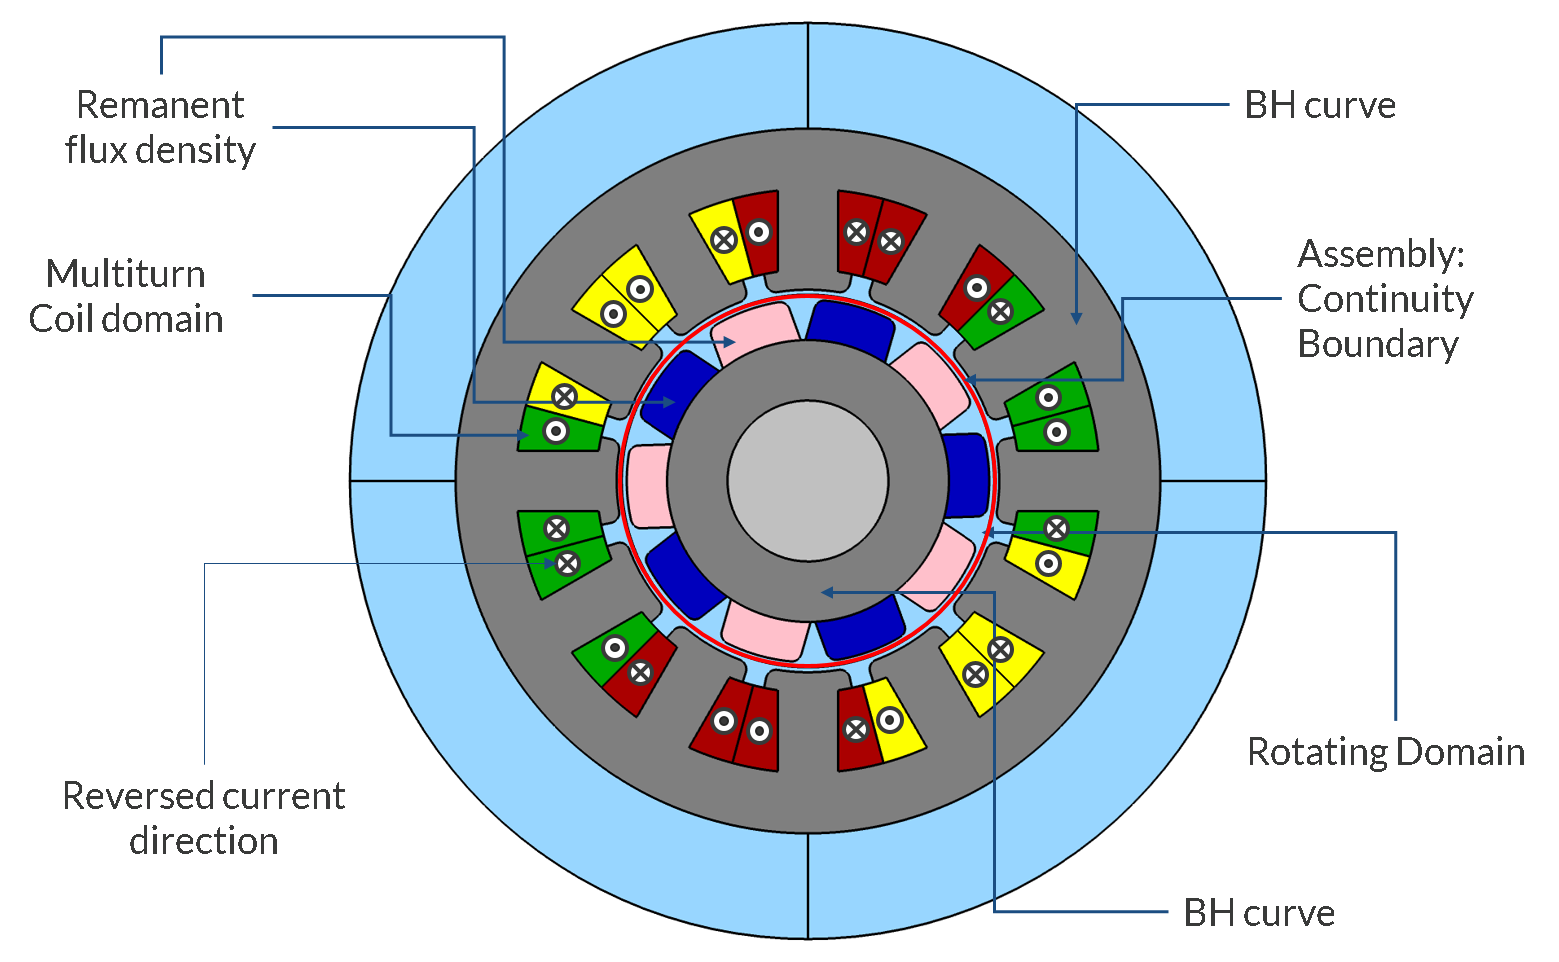 Remanent
flux density
BH curve
Multiturn
Coil domain
Assembly:
Continuity
Boundary
Reversed current
direction
Rotating Domain
BH curve